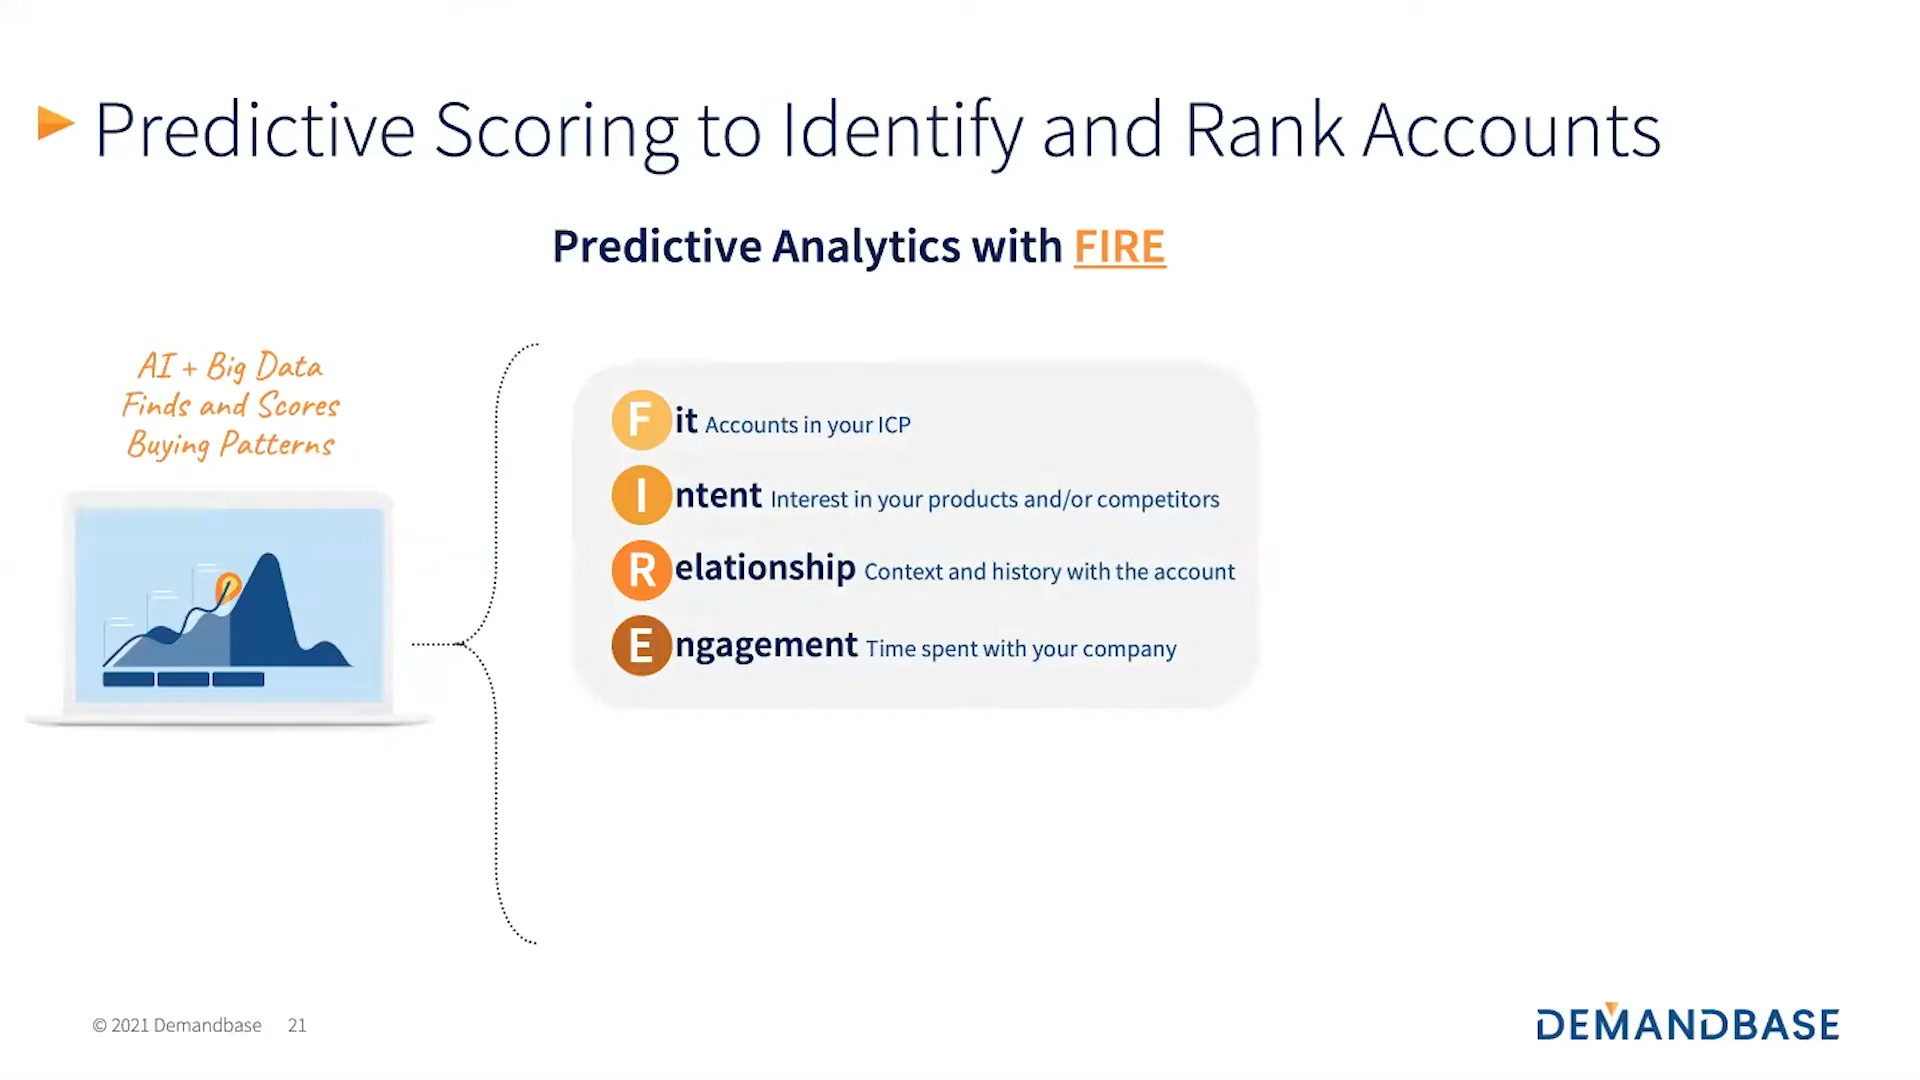 Predictive Scoring to Identify and Rank Accounts
Predictive Analytics with FIRE
AI + Big Data
Finds and Scores
Buying Patterns
Fit Accounts in your ICP
Intent Interest in your products and/or competitors
Relationship Context and history with the account
Engagement Time spent with your company
© 2021 Demandbase 21
DEMANDBASE